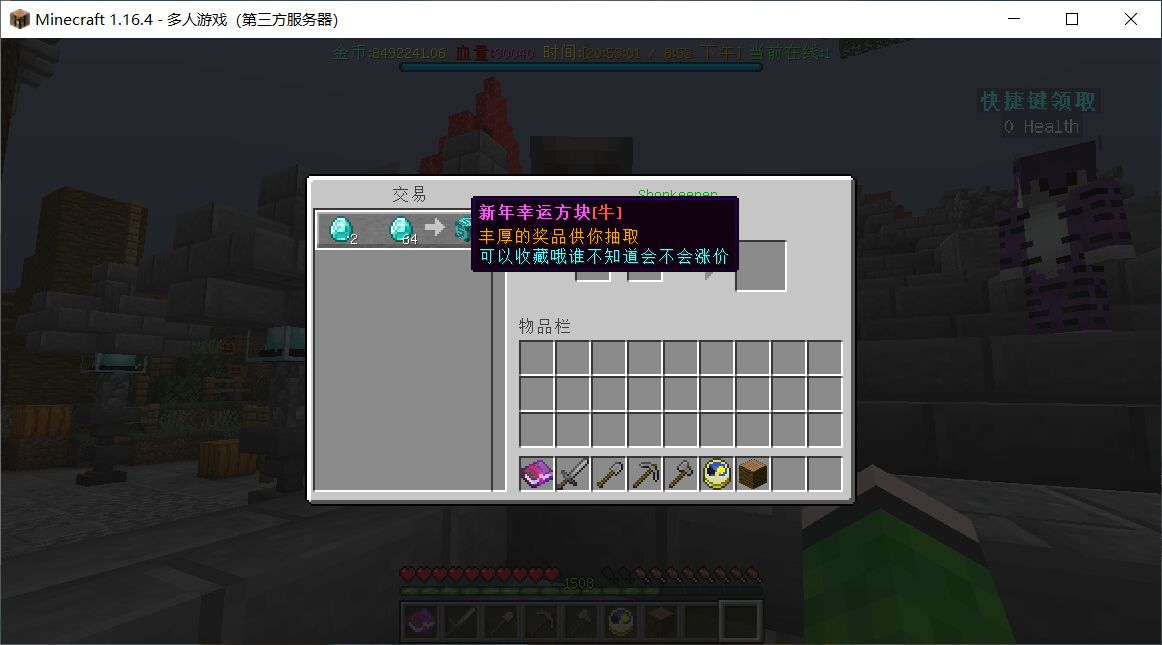 Minecraft 1.16.4 - 多人游戏（第三方服务器）
金币:8492241.06 血量:30040 时间:[20:53:01 / 8:53 下午] 当前在线:1
快捷键领取
0 Health
交易
Shopkeeper
2
64
新年幸运方块[牛]
丰厚的奖品供你抽取
可以收藏哦谁不知道会不会涨价
物品栏
1508